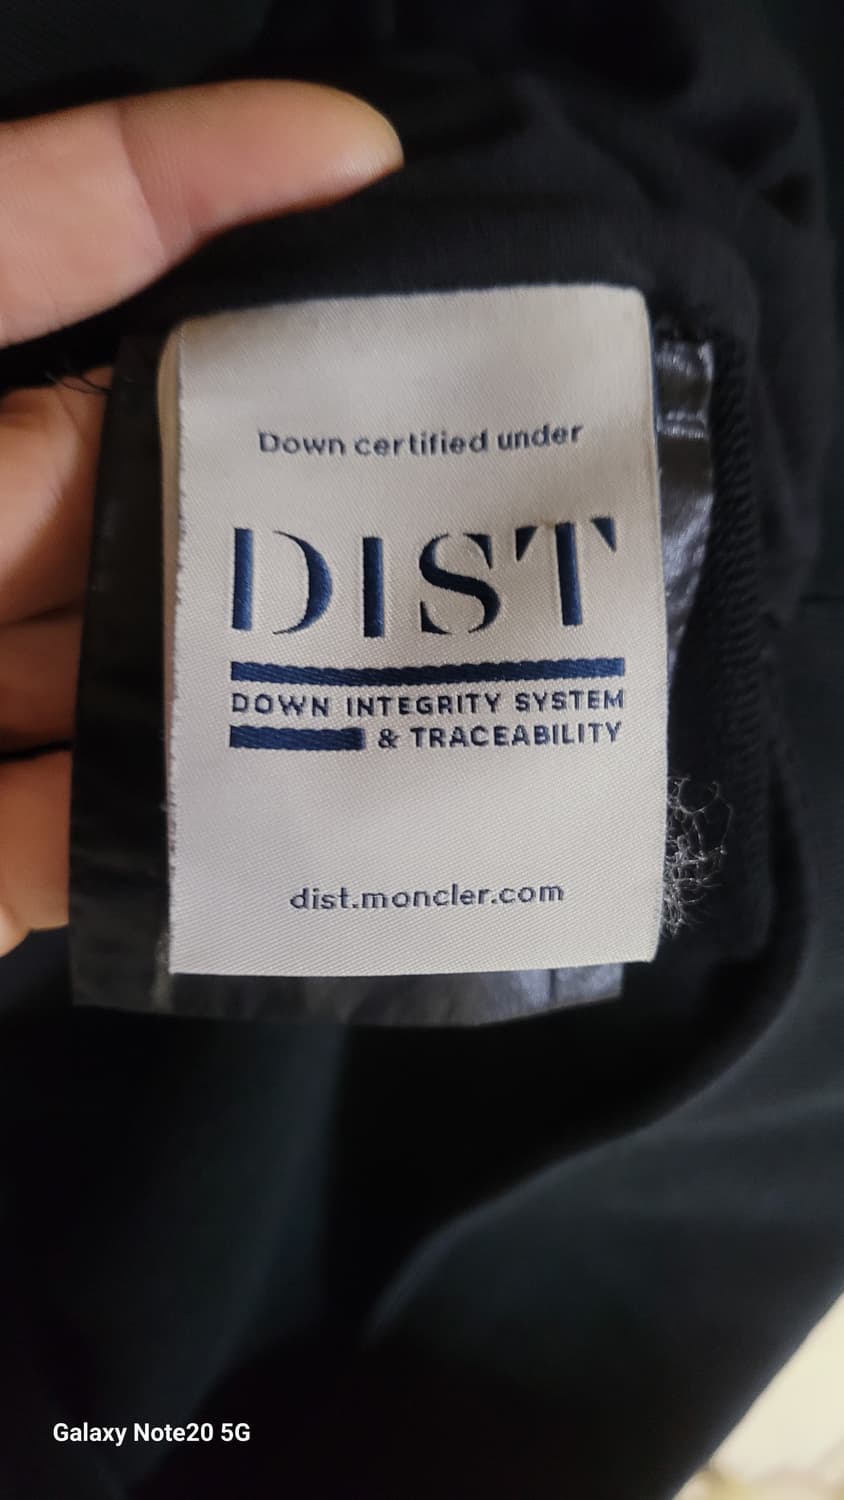 Down certified under
DIST
DOWN INTEGRITY SYSTEM
& TRACEABILITY
dist.moncler.com
Galaxy Note20 5G